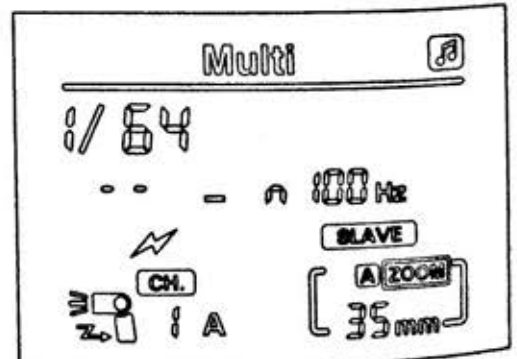 Multi
1/64
-- _ n 100 Hz
SLAVE
CH.
A ZOOM
1 A
35mm